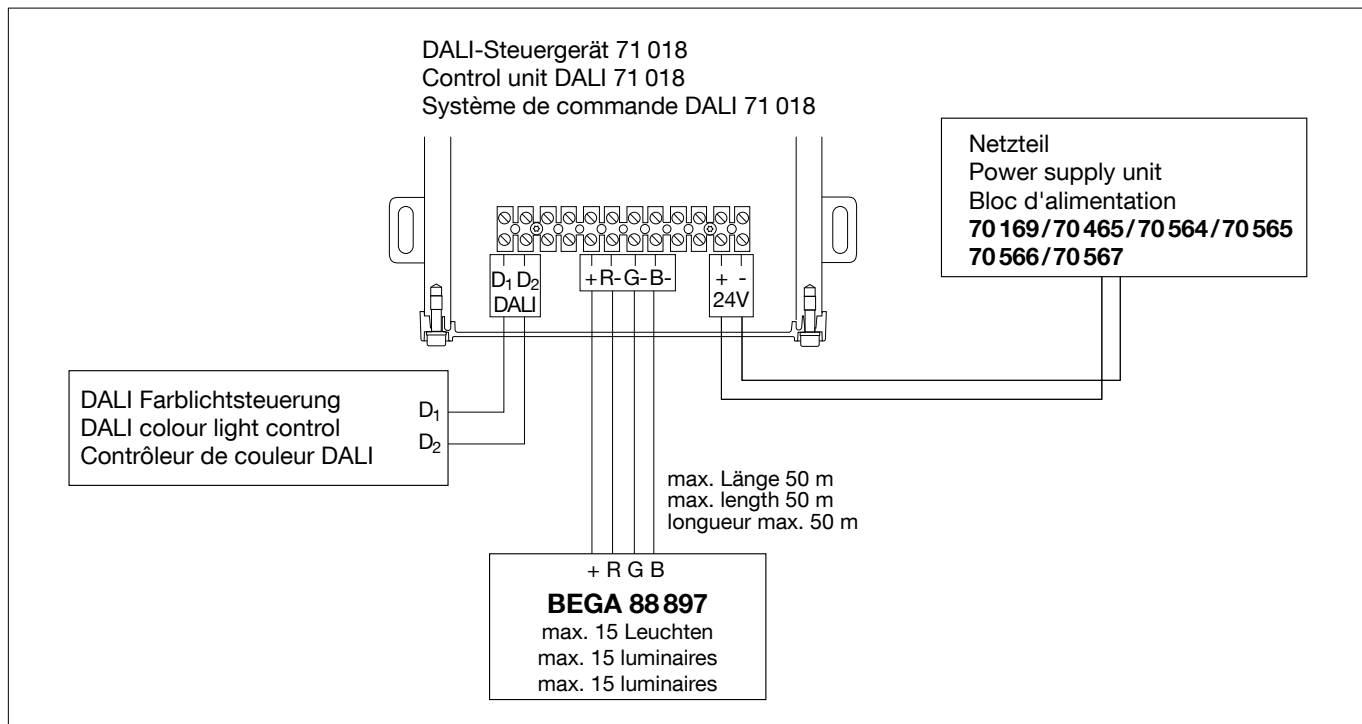 DALI-Steuergerät 71 018
Control unit DALI 71 018
Système de commande DALI 71 018
Netzteil
Power supply unit
Bloc d'alimentation
70 169 / 70 465 / 70 564 / 70 565
70 566 / 70 567
D1 D2
DALI
+ R- G- B-
+ -
24V
DALI Farblichtsteuerung
DALI colour light control
Contrôleur de couleur DALI
D1
D2
max. Länge 50 m
max. length 50 m
longueur max. 50 m
+ R G B
BEGA 88 897
max. 15 Leuchten
max. 15 luminaires
max. 15 luminaires